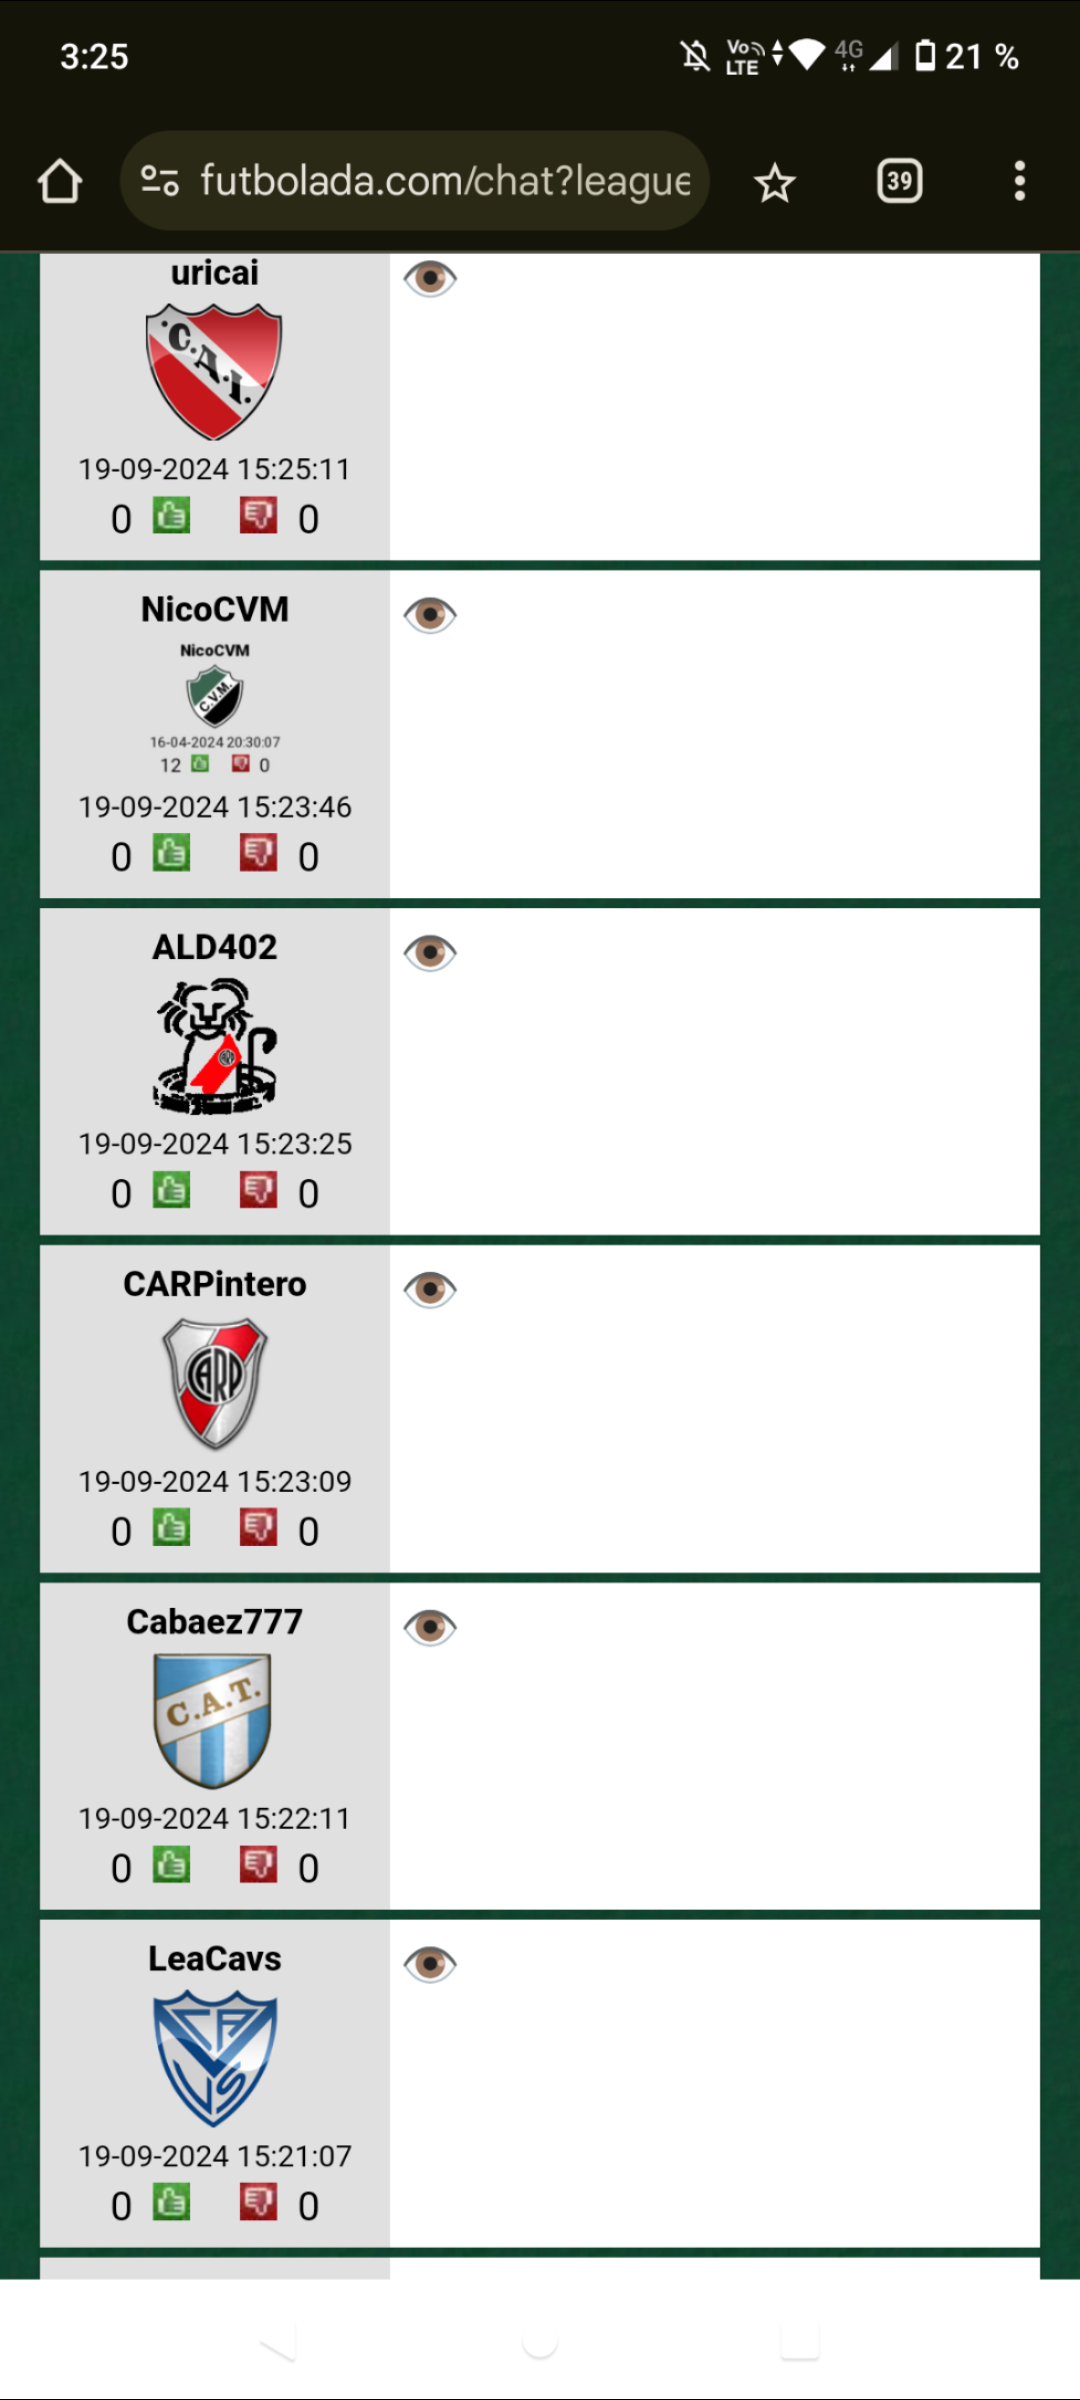 3:25
Vo LTE 4G 21 %
futbolada.com/chat?league
39
uricai
C.A.I.
19-09-2024 15:25:11
0 0
NicoCVM
NicoCVM
C.V.M.
16-04-2024 20:30:07
12 0
19-09-2024 15:23:46
0 0
ALD402
CARP
19-09-2024 15:23:25
0 0
CARPintero
CARP
19-09-2024 15:23:09
0 0
Cabaez777
C.A.T.
19-09-2024 15:22:11
0 0
LeaCavs
CAVS
19-09-2024 15:21:07
0 0